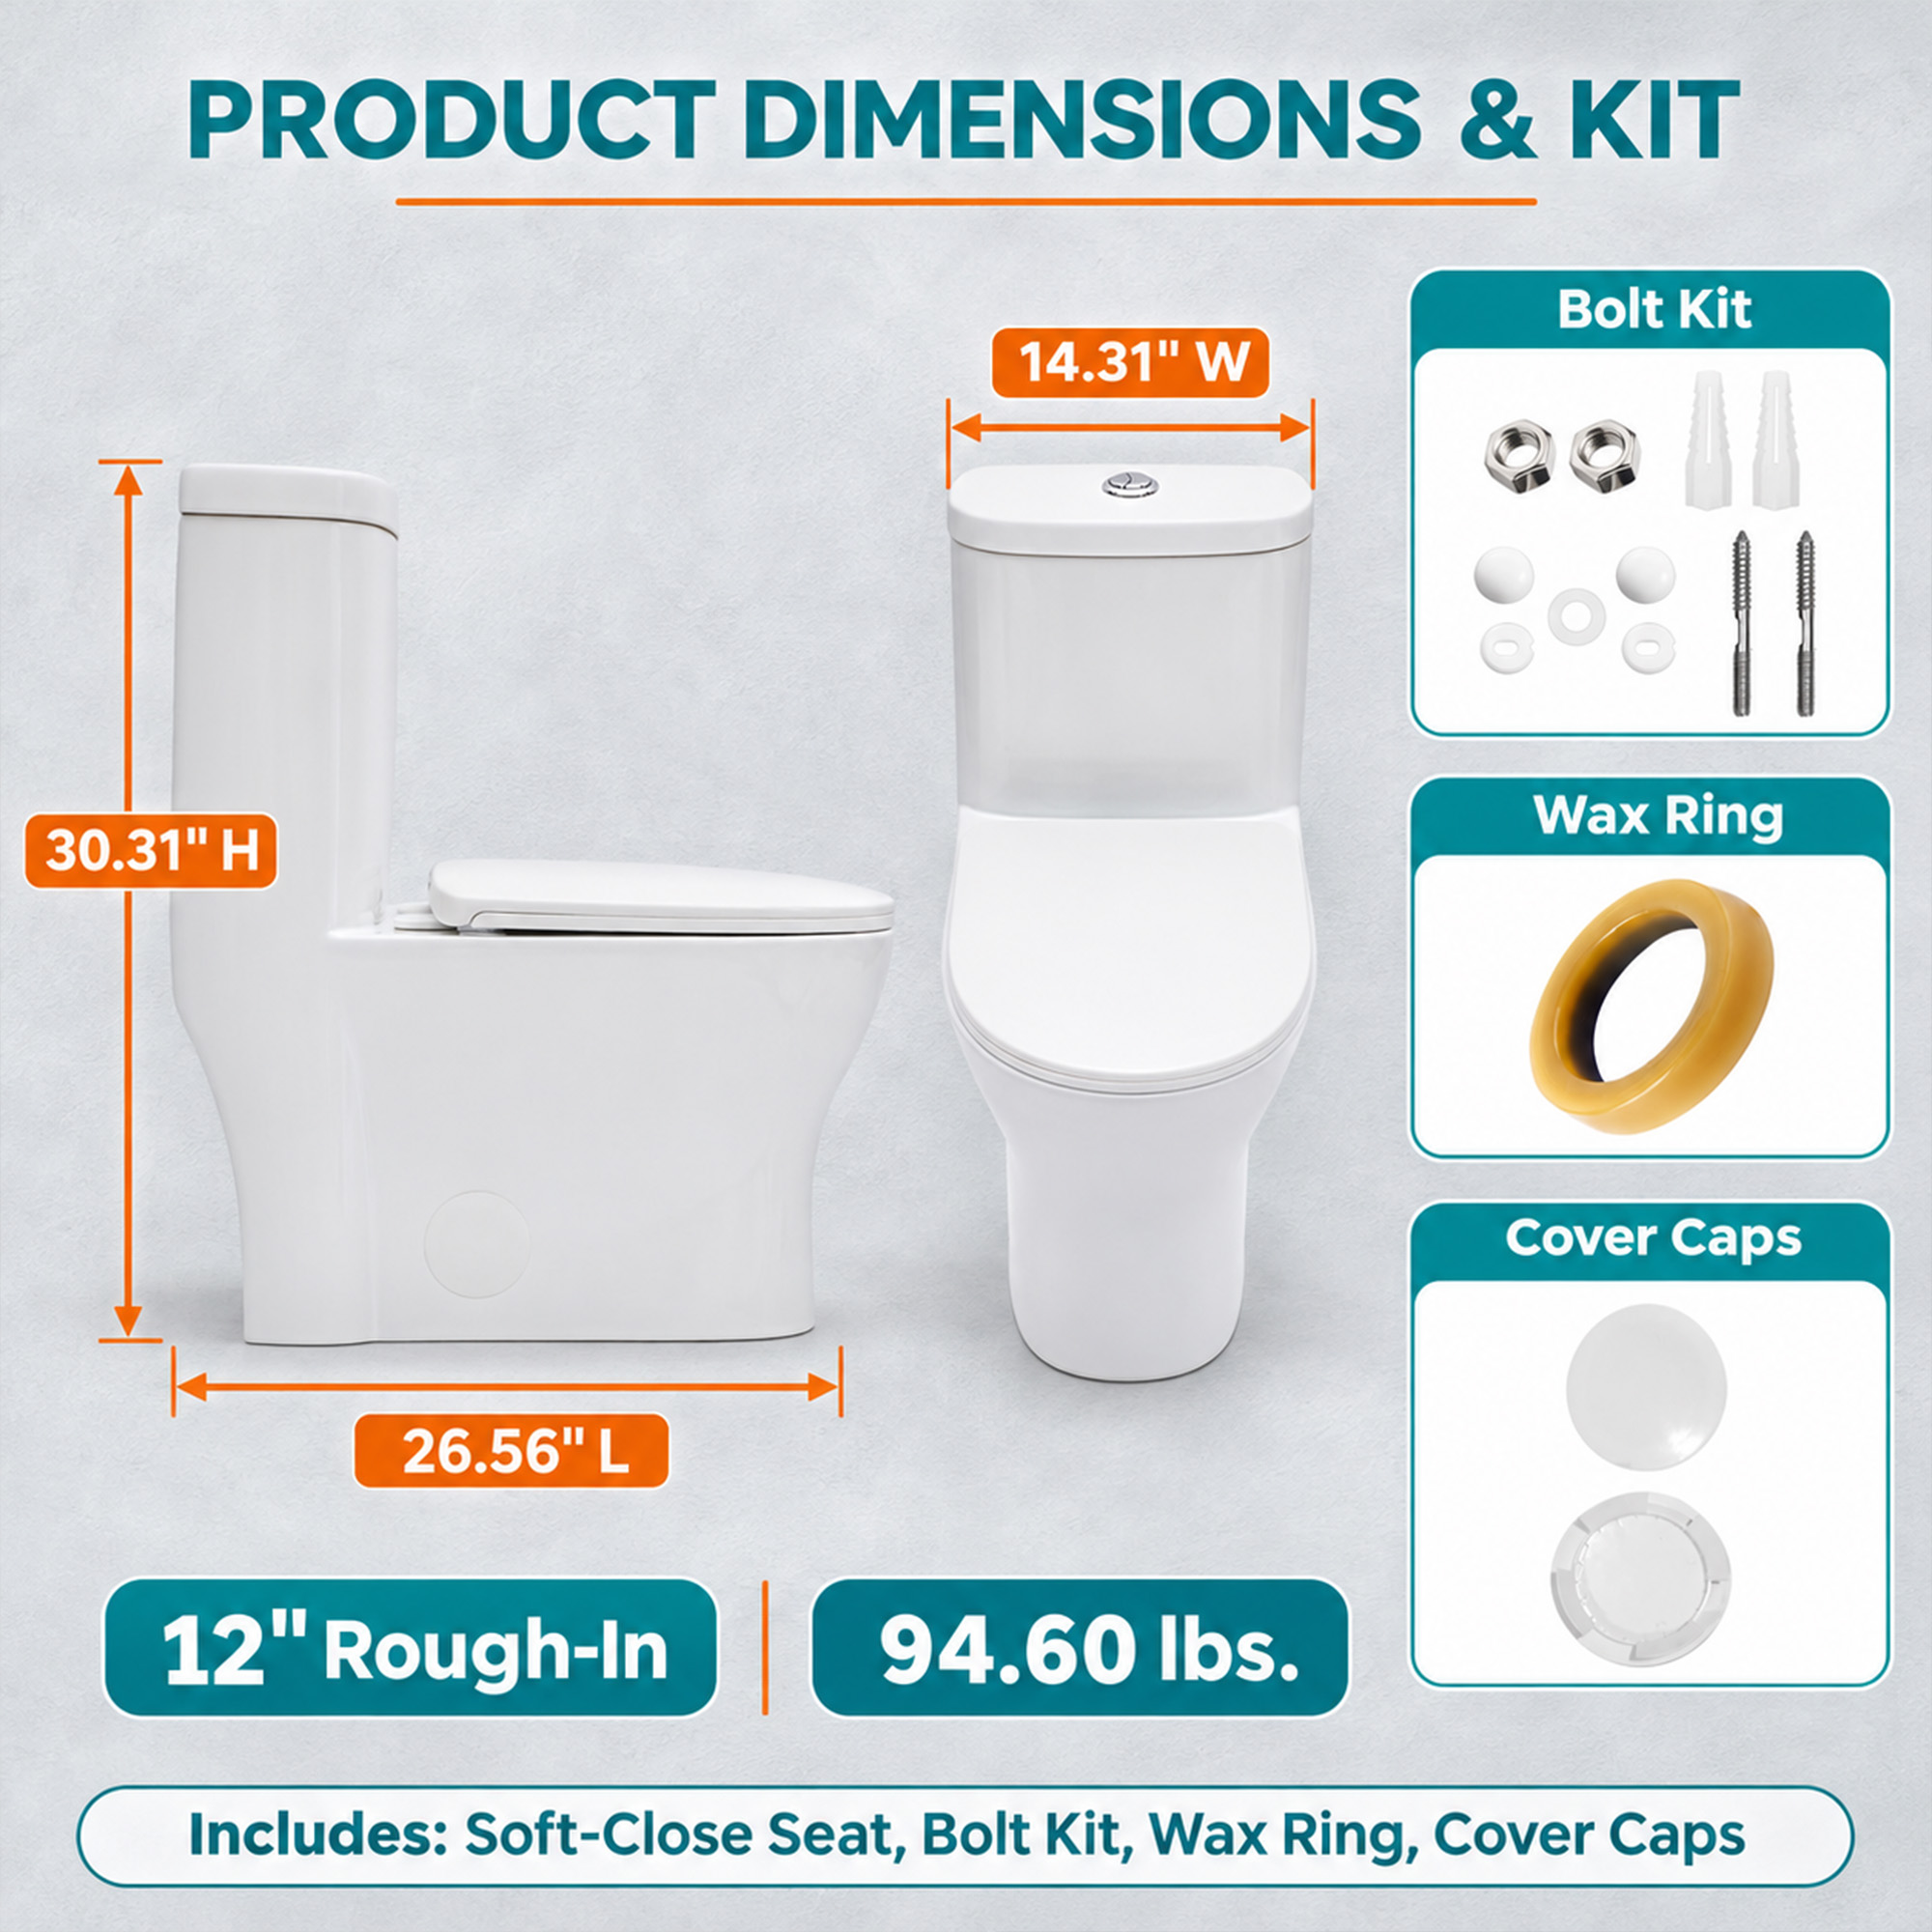 PRODUCT DIMENSIONS & KIT
14.31" W
30.31" H
26.56" L
12" Rough-In
94.60 lbs.
Bolt Kit
Wax Ring
Cover Caps
Includes: Soft-Close Seat, Bolt Kit, Wax Ring, Cover Caps